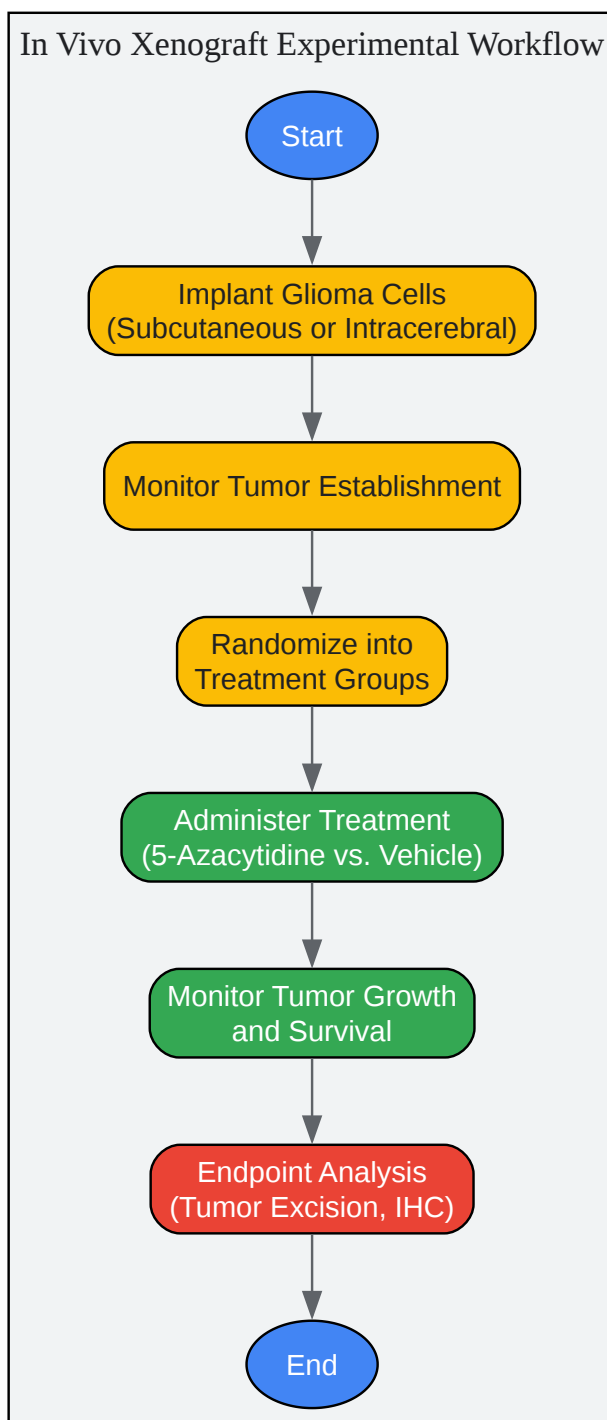 In Vivo Xenograft Experimental Workflow
Start
Implant Glioma Cells
(Subcutaneous or Intracerebral)
Monitor Tumor Establishment
Randomize into
Treatment Groups
Administer Treatment
(5-Azacytidine vs. Vehicle)
Monitor Tumor Growth
and Survival
Endpoint Analysis
(Tumor Excision, IHC)
End